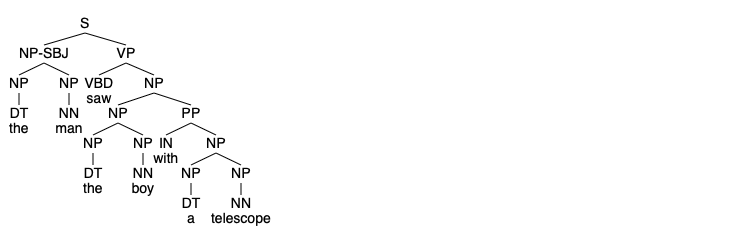 S
NP-SBJ VP
NP NP VBD NP
saw
DT NN NP PP
the man
NP NP IN NP
with
DT NN NP NP
the boy
DT NN
a telescope